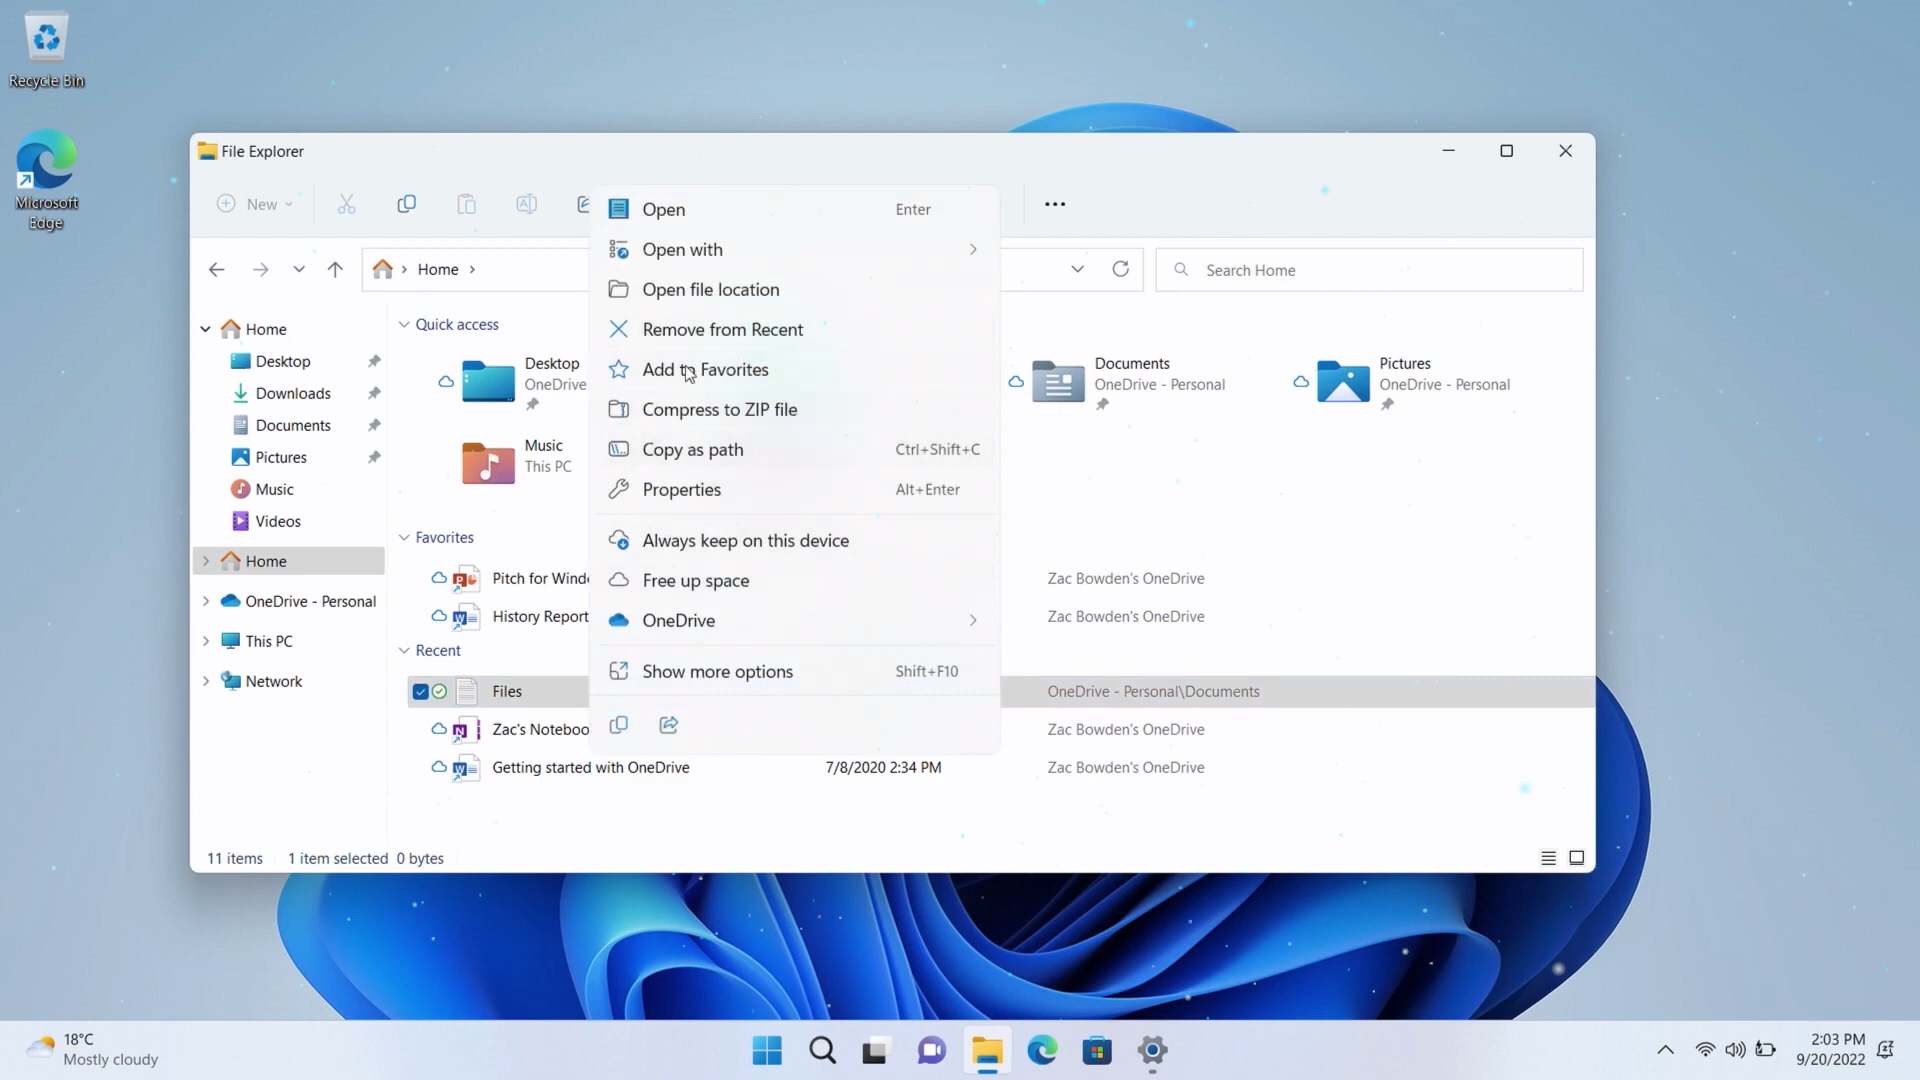 Recycle Bin
Microsoft
Edge
File Explorer
New
Home
Search Home
Home
Desktop
Downloads
Documents
Pictures
Music
Videos
Home
OneDrive - Personal
This PC
Network
Quick access
Desktop
OneDrive
Music
This PC
Documents
OneDrive - Personal
Pictures
OneDrive - Personal
Favorites
Pitch for Wind
Zac Bowden's OneDrive
History Report
Zac Bowden's OneDrive
Recent
Files
OneDrive - Personal\Documents
Zac's Noteboo
Zac Bowden's OneDrive
Getting started with OneDrive 7/8/2020 2:34 PM Zac Bowden's OneDrive
Open Enter
Open with
Open file location
Remove from Recent
Add to Favorites
Compress to ZIP file
Copy as path Ctrl+Shift+C
Properties Alt+Enter
Always keep on this device
Free up space
OneDrive
Show more options Shift+F10
11 items 1 item selected 0 bytes
18°C
Mostly cloudy
2:03 PM
9/20/2022